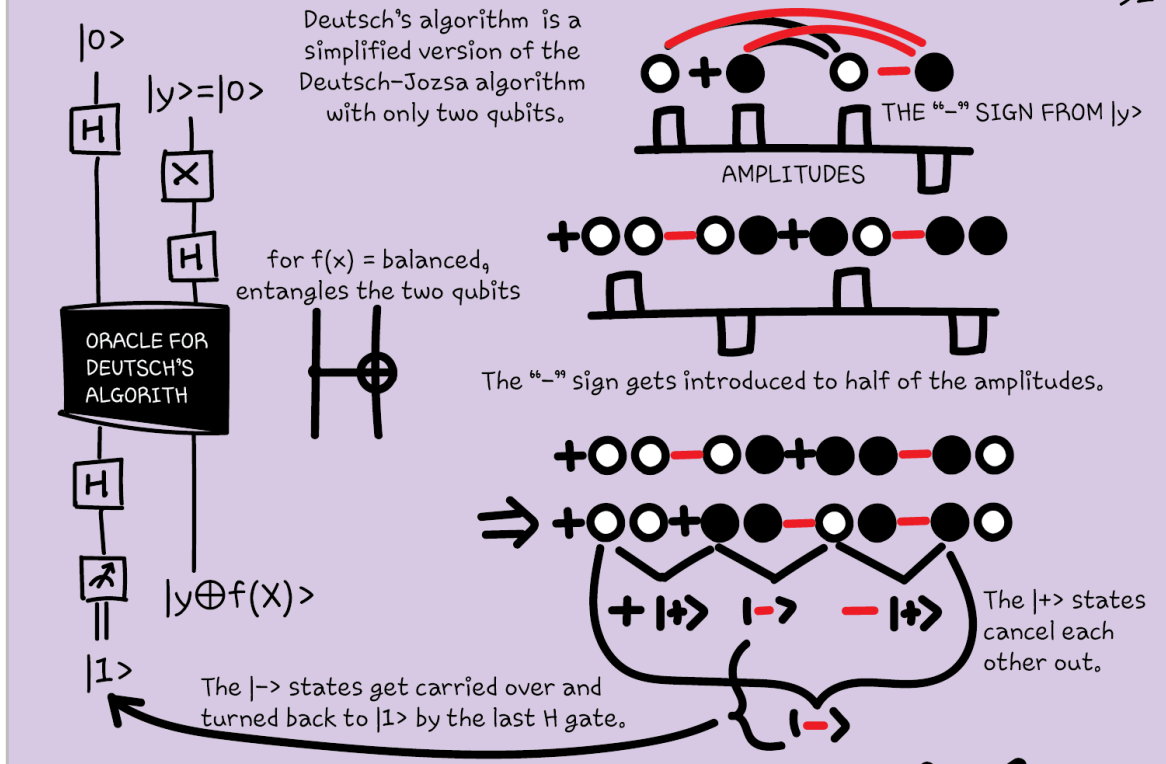 |0>
|y>=|0>
H
X
H
Deutsch's algorithm is a
simplified version of the
Deutsch-Jozsa algorithm
with only two qubits.
+ −
THE "-" SIGN FROM |y>
AMPLITUDES
+ − + −
for f(x) = balanced,
entangles the two qubits
ORACLE FOR
DEUTSCH'S
ALGORITH
The "-" sign gets introduced to half of the amplitudes.
H
+ − + −
⇒ + + − −
|y⊕f(x)>
+ |+> |−> − |+>
The |+> states
cancel each
other out.
|1>
The |−> states get carried over and
turned back to |1> by the last H gate.
|−>